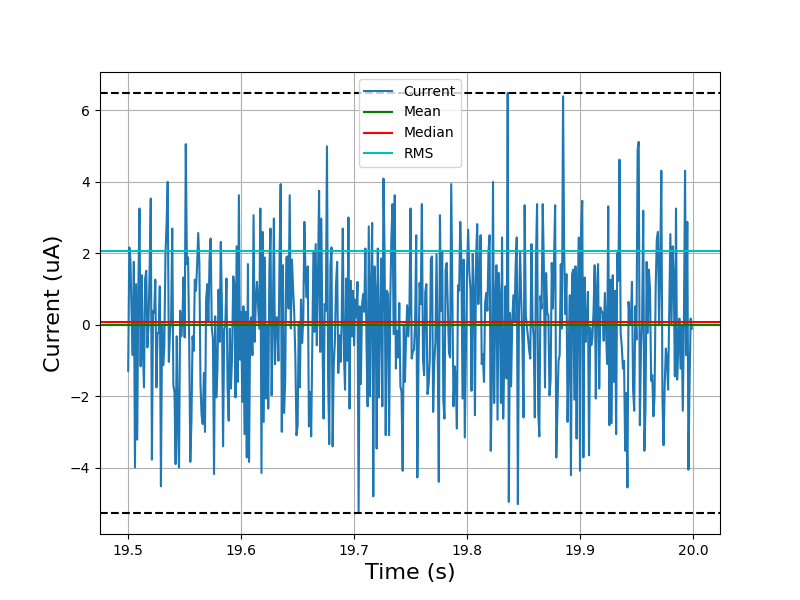 6
4
2
0
−2
−4
Current (uA)
Current
Mean
Median
RMS
19.5 19.6 19.7 19.8 19.9 20.0
Time (s)